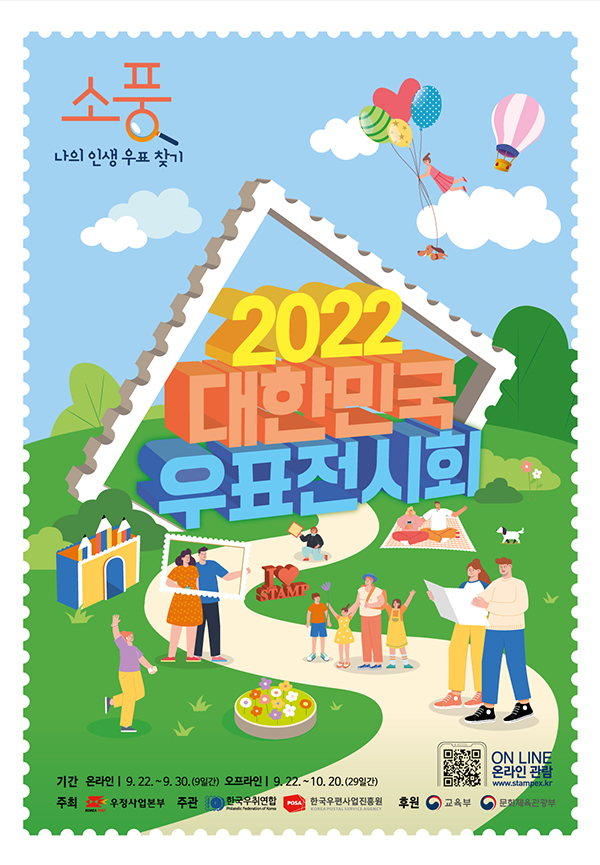 소풍
나의 인생 우표 찾기
2022
대한민국
우표전시회
I ♥
STAMP
ON LINE
온라인 관람
www.stampex.kr
기간 온라인 | 9. 22. ~ 9. 30. (9일간) 오프라인 | 9. 22. ~ 10. 20. (29일간)
주최 KOREA POST 우정사업본부 주관 한국우취연합 Philatelic Federation of Korea POSA 한국우편사업진흥원 KOREA POSTAL SERVICE AGENCY 후원 교육부 문화체육관광부